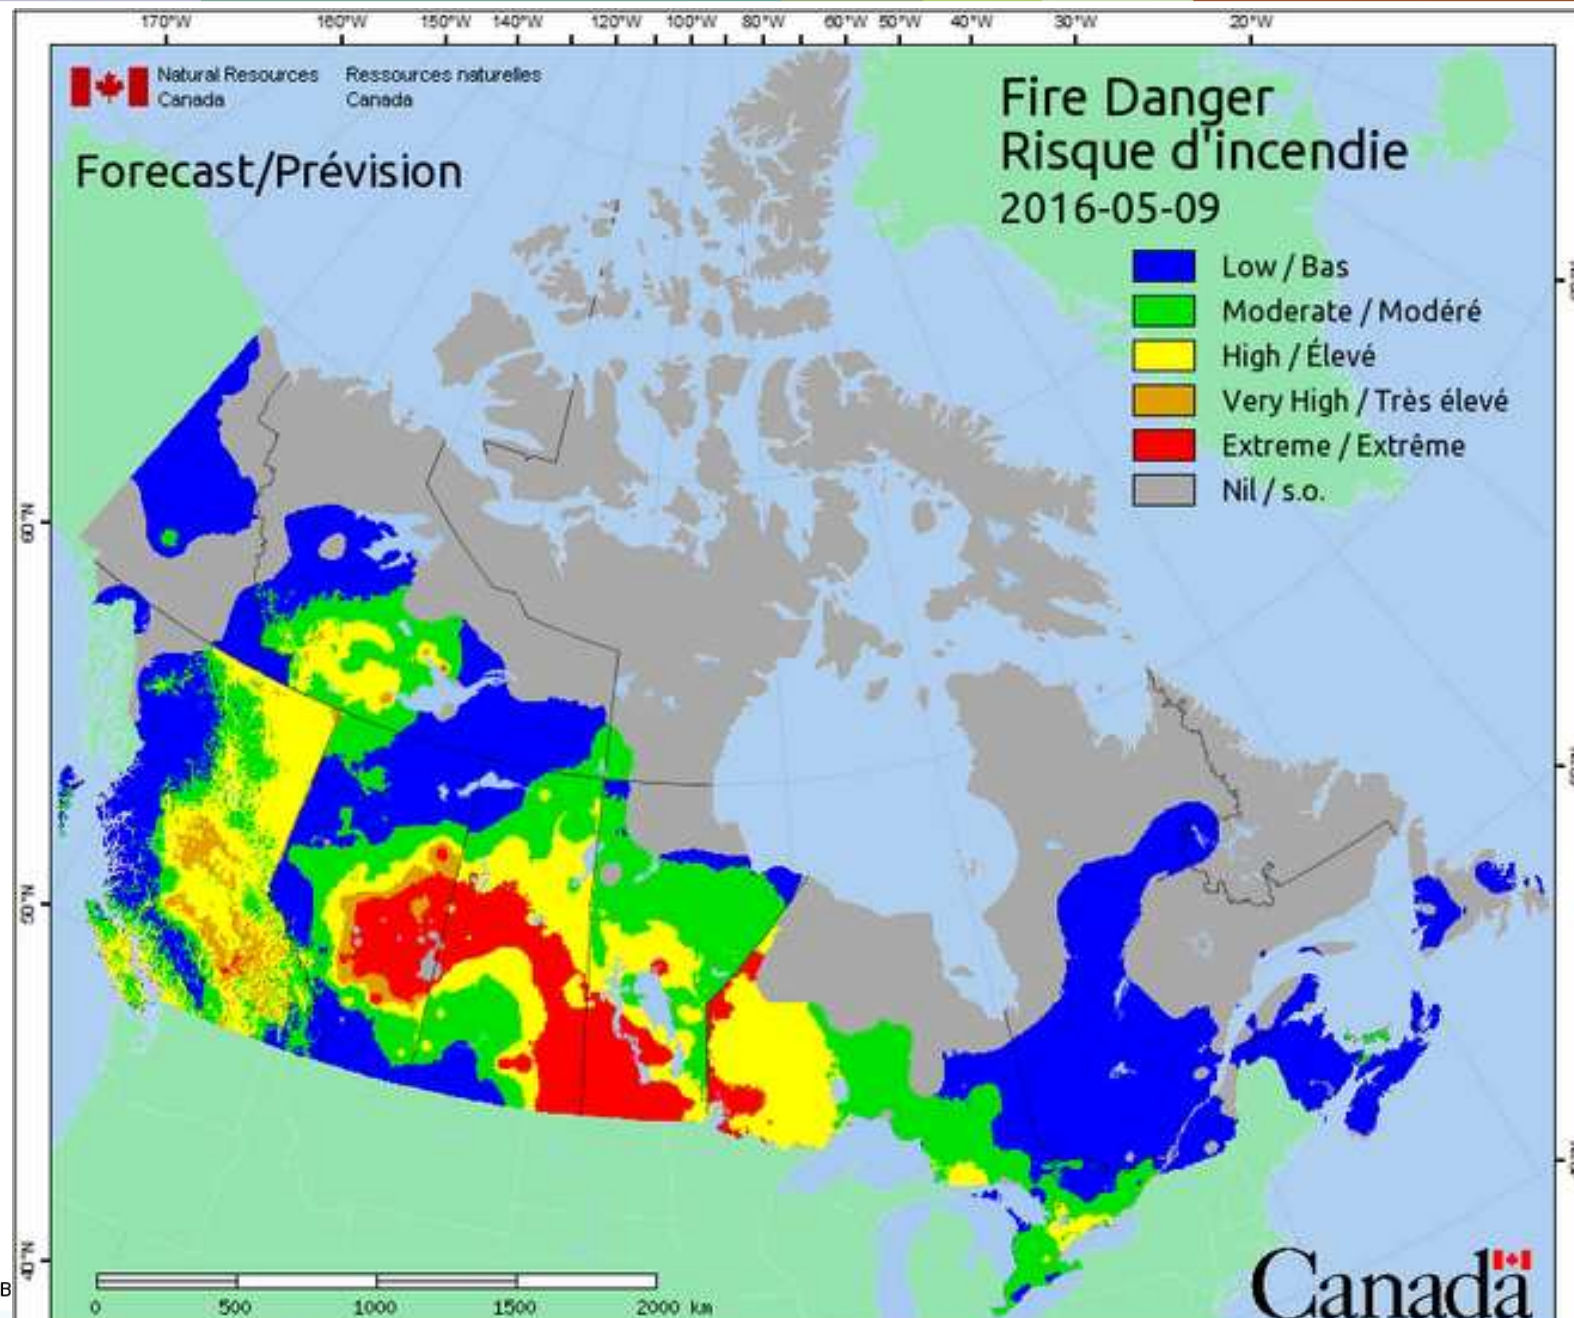 170°W 160°W 150°W 140°W 120°W 100°W 80°W 60°W 50°W 40°W 30°W 20°W
Natural Resources Canada
Ressources naturelles Canada
Forecast/Prévision
Fire Danger
Risque d'incendie
2016-05-09
Low / Bas
Moderate / Modéré
High / Élevé
Very High / Très élevé
Extreme / Extrême
Nil / s.o.
60°N
50°N
40°N
B
0 500 1000 1500 2000 km
Canada